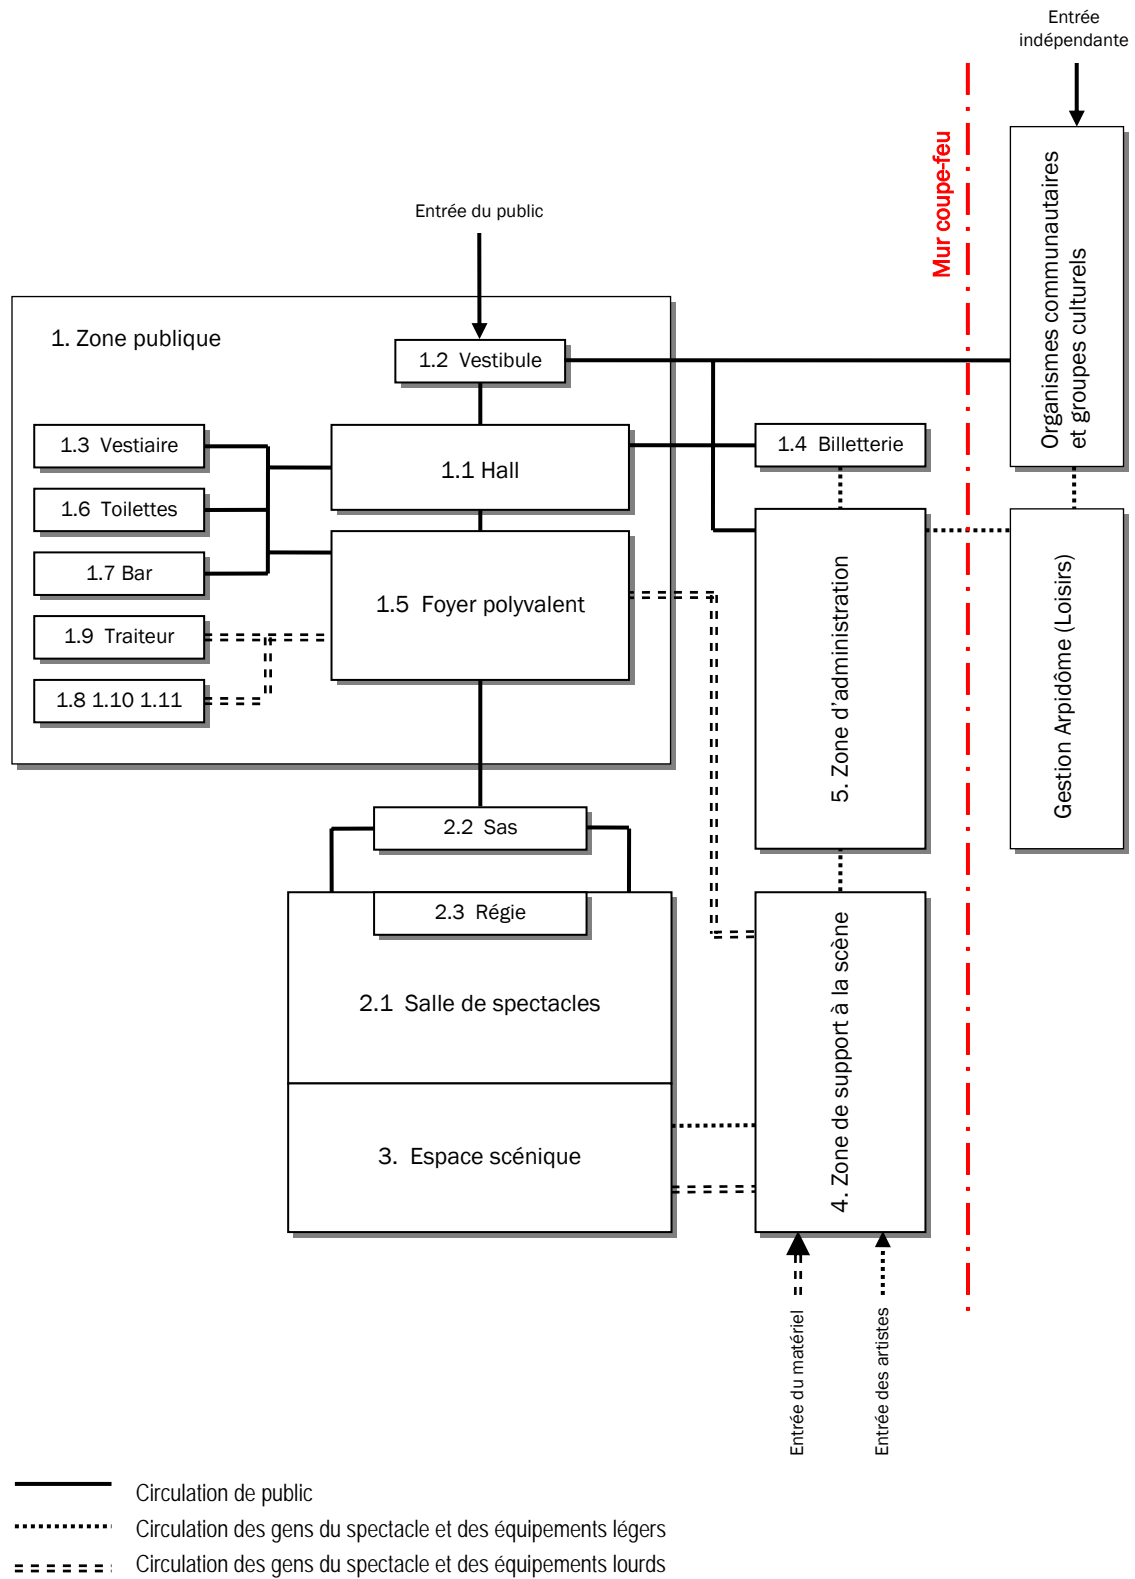 Entrée
indépendante
Mur coupe-feu
Organismes communautaires
et groupes culturels
Entrée du public
1. Zone publique
1.2 Vestibule
1.3 Vestiaire
1.1 Hall
1.4 Billetterie
1.6 Toilettes
1.7 Bar
1.5 Foyer polyvalent
1.9 Traiteur
1.8 1.10 1.11
5. Zone d'administration
Gestion Arpidôme (Loisirs)
2.2 Sas
2.3 Régie
2.1 Salle de spectacles
3. Espace scénique
4. Zone de support à la scène
Entrée du matériel
Entrée des artistes
Circulation de public
Circulation des gens du spectacle et des équipements légers
Circulation des gens du spectacle et des équipements lourds